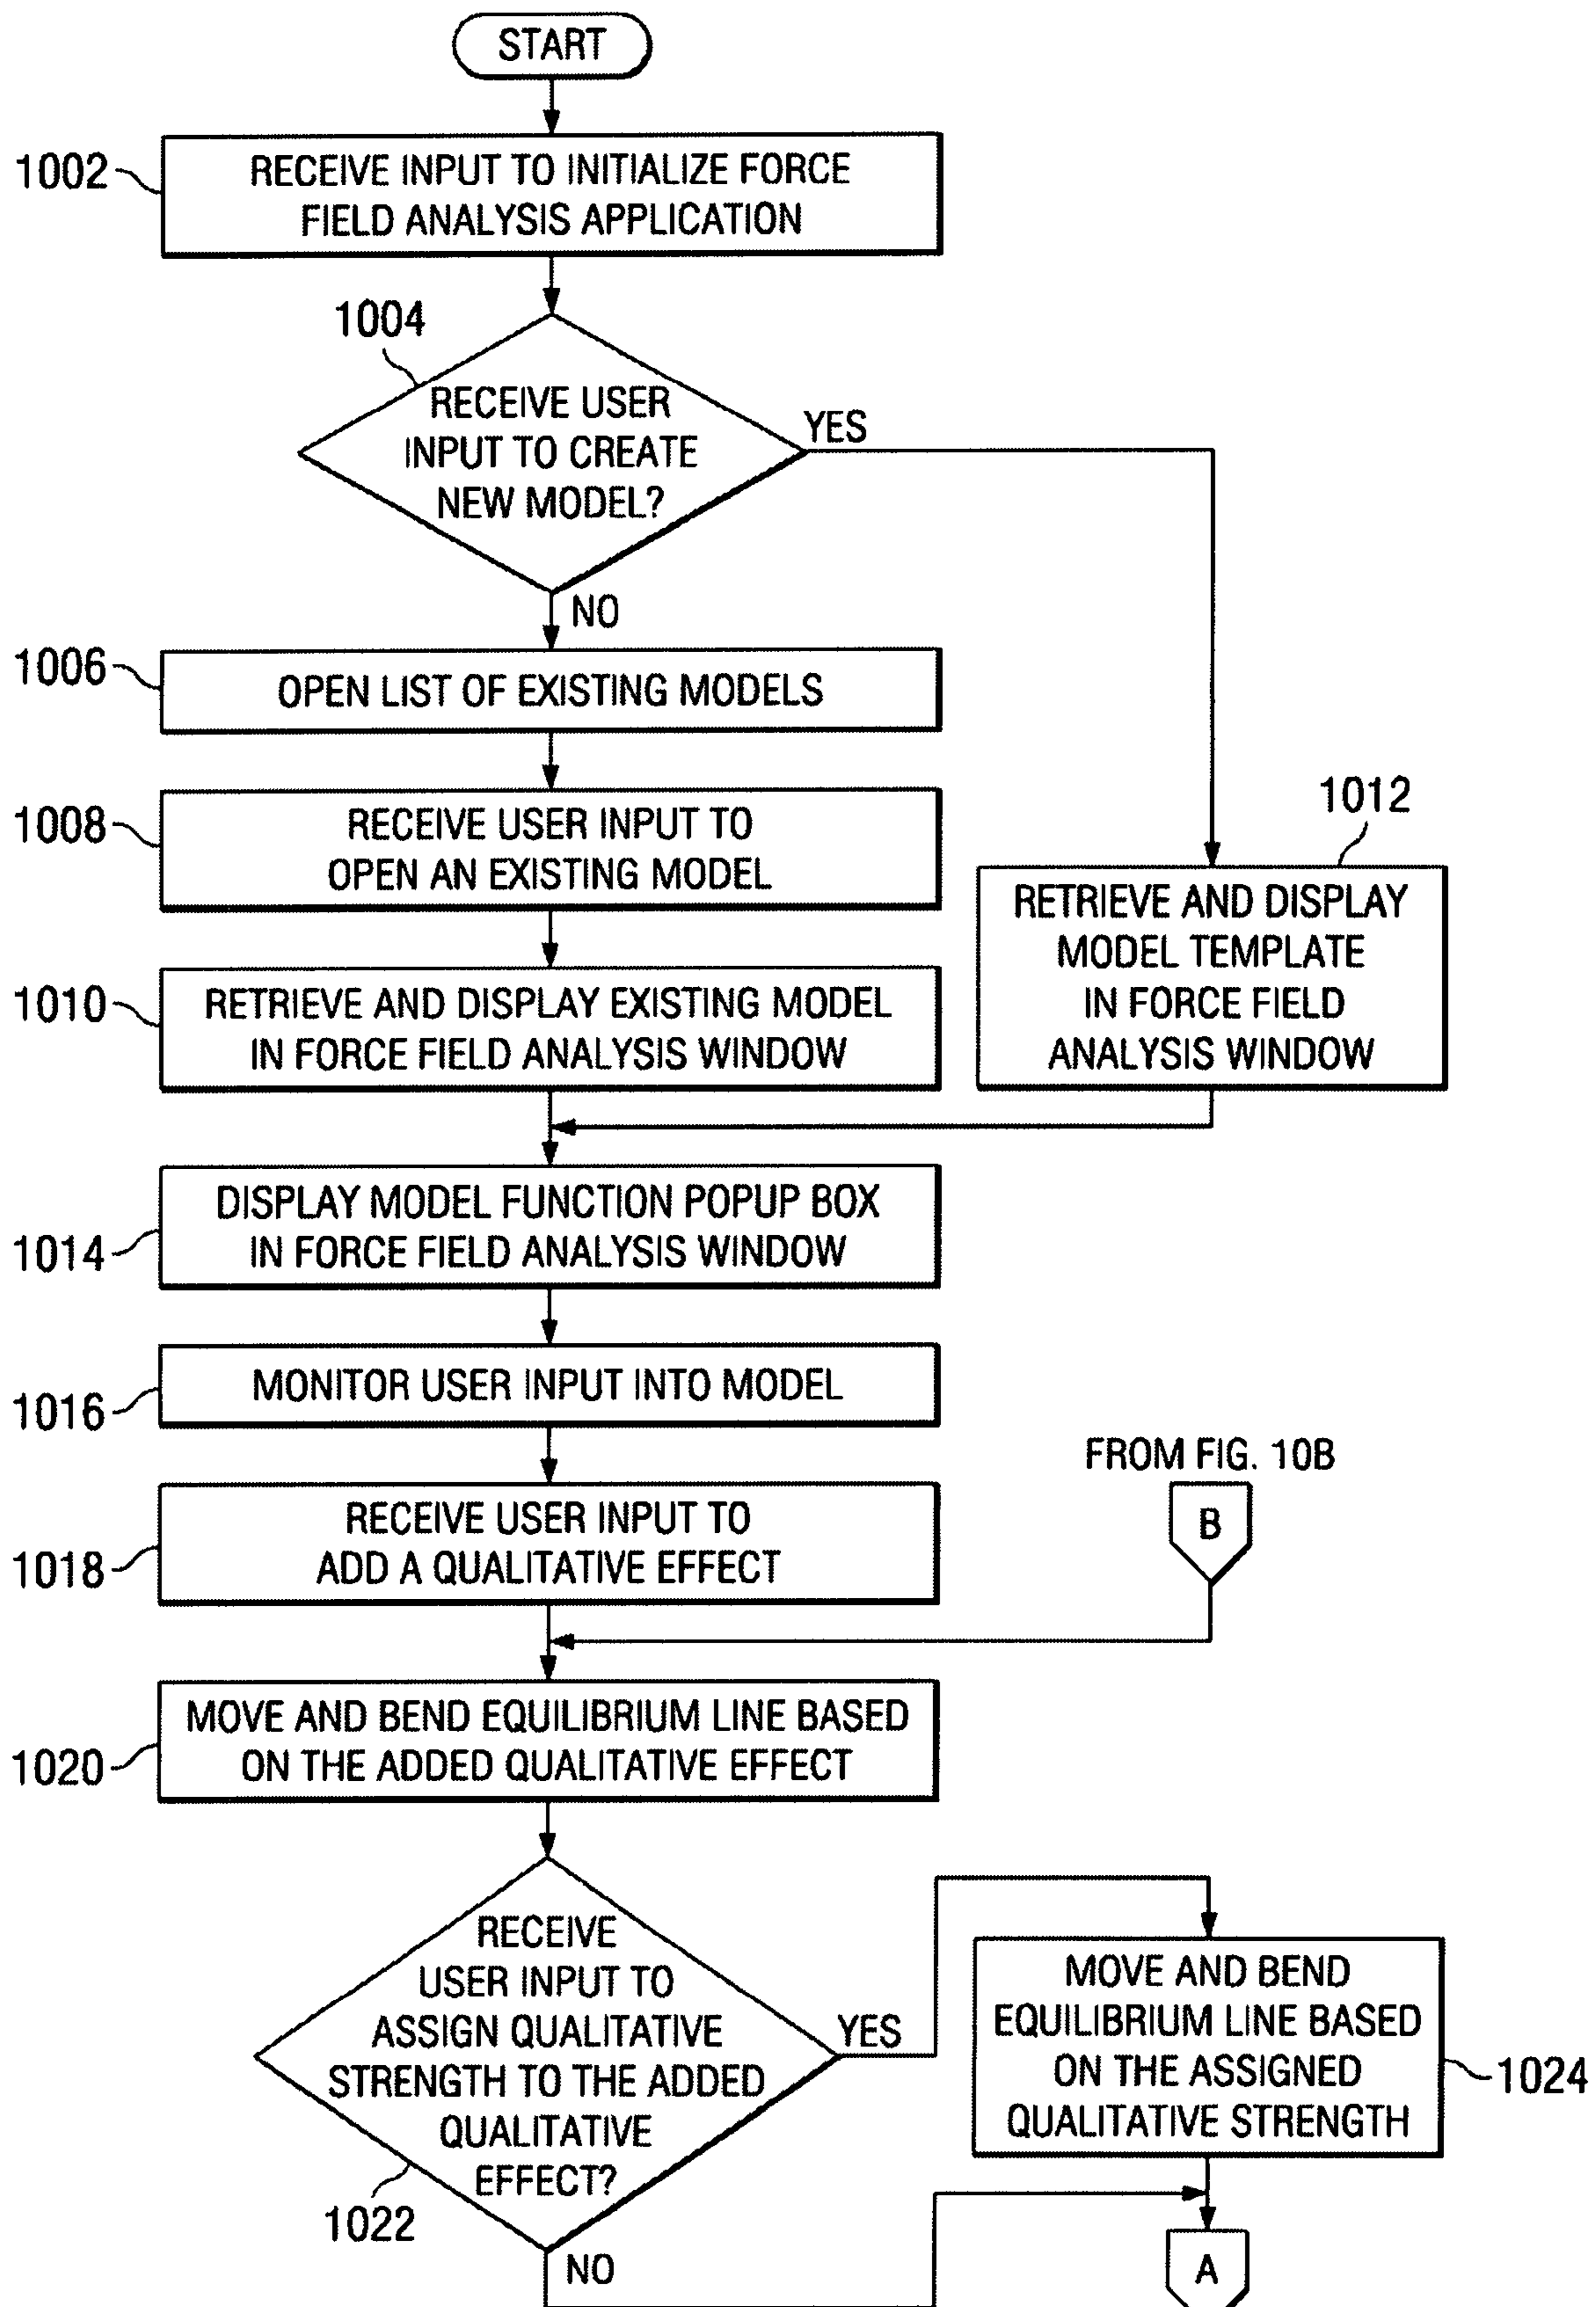 START
1002
RECEIVE INPUT TO INITIALIZE FORCE
FIELD ANALYSIS APPLICATION
1004
RECEIVE USER
INPUT TO CREATE
NEW MODEL?
YES
NO
1006
OPEN LIST OF EXISTING MODELS
1008
RECEIVE USER INPUT TO
OPEN AN EXISTING MODEL
1010
RETRIEVE AND DISPLAY EXISTING MODEL
IN FORCE FIELD ANALYSIS WINDOW
1012
RETRIEVE AND DISPLAY
MODEL TEMPLATE
IN FORCE FIELD
ANALYSIS WINDOW
1014
DISPLAY MODEL FUNCTION POPUP BOX
IN FORCE FIELD ANALYSIS WINDOW
1016
MONITOR USER INPUT INTO MODEL
1018
RECEIVE USER INPUT TO
ADD A QUALITATIVE EFFECT
FROM FIG. 10B
B
1020
MOVE AND BEND EQUILIBRIUM LINE BASED
ON THE ADDED QUALITATIVE EFFECT
1022
RECEIVE
USER INPUT TO
ASSIGN QUALITATIVE
STRENGTH TO THE ADDED
QUALITATIVE
EFFECT?
YES
NO
MOVE AND BEND
EQUILIBRIUM LINE BASED
ON THE ASSIGNED
QUALITATIVE STRENGTH
1024
A